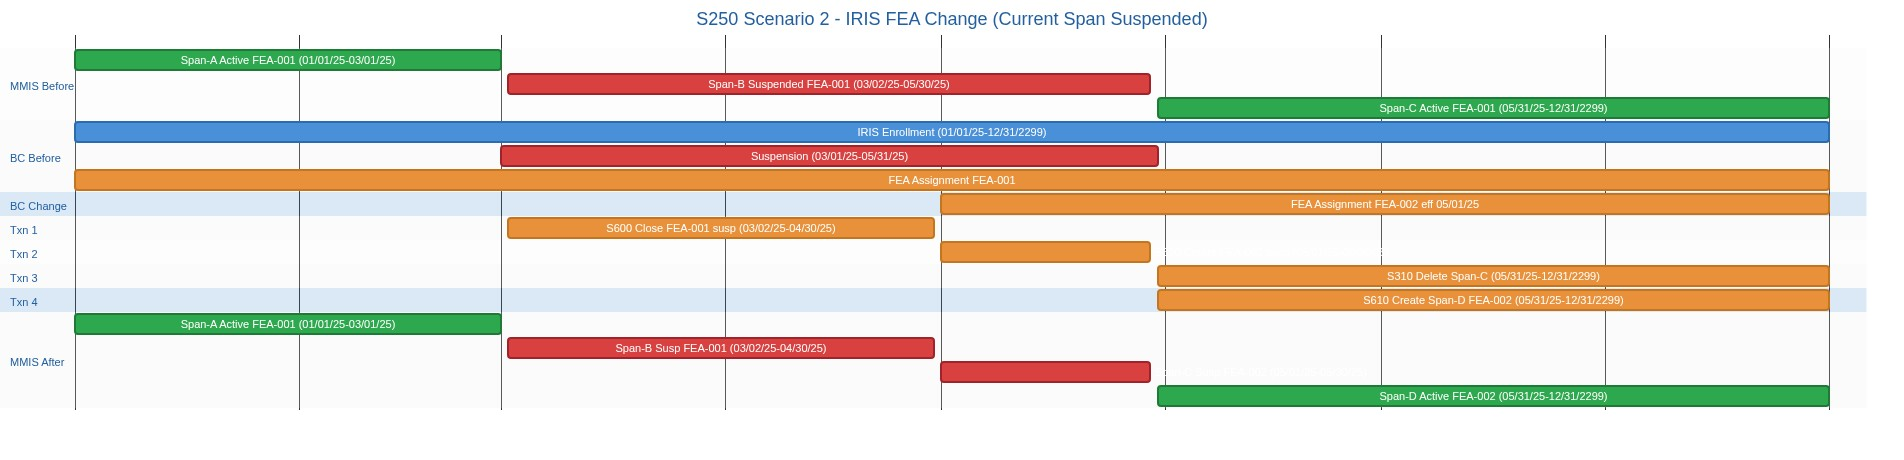 S250 Scenario 2 - IRIS FEA Change (Current Span Suspended)
MMIS Before
Span-A Active FEA-001 (01/01/25-03/01/25)
Span-B Suspended FEA-001 (03/02/25-05/30/25)
Span-C Active FEA-001 (05/31/25-12/31/2299)
BC Before
IRIS Enrollment (01/01/25-12/31/2299)
Suspension (03/01/25-05/31/25)
FEA Assignment FEA-001
BC Change
FEA Assignment FEA-002 eff 05/01/25
Txn 1
S600 Close FEA-001 susp (03/02/25-04/30/25)
Txn 2
Txn 3
S310 Delete Span-C (05/31/25-12/31/2299)
Txn 4
S610 Create Span-D FEA-002 (05/31/25-12/31/2299)
MMIS After
Span-A Active FEA-001 (01/01/25-03/01/25)
Span-B Susp FEA-001 (03/02/25-04/30/25)
Span-D Active FEA-002 (05/31/25-12/31/2299)